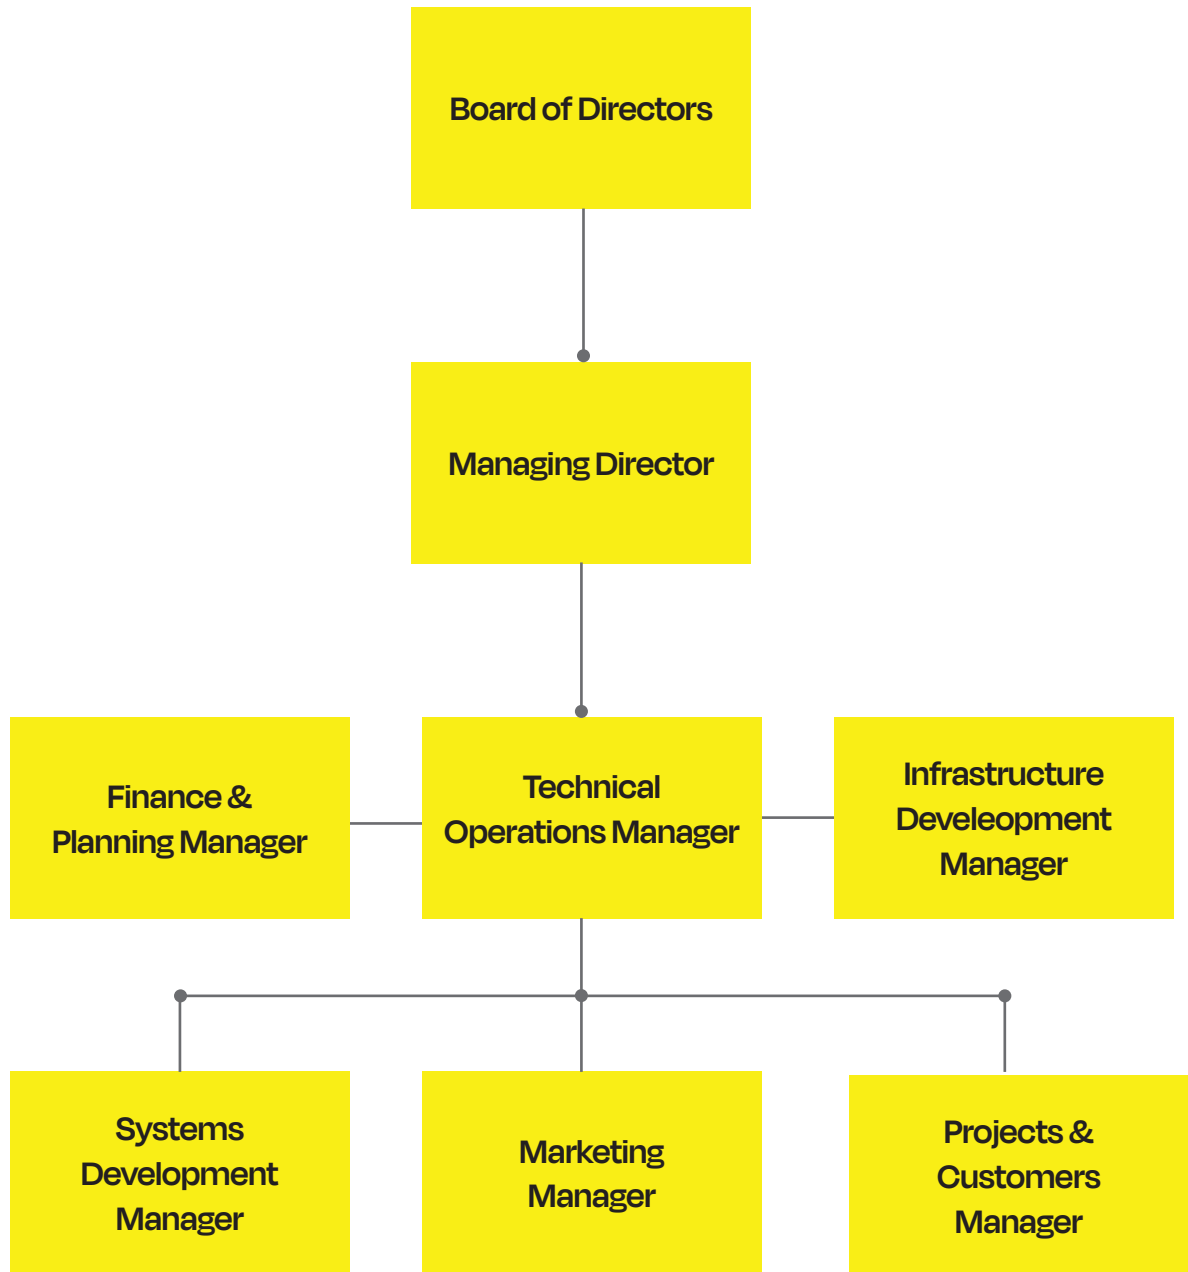 Board of Directors
Managing Director
Finance &
Planning Manager
Technical
Operations Manager
Infrastructure
Develeopment
Manager
Systems
Development
Manager
Marketing
Manager
Projects &
Customers
Manager